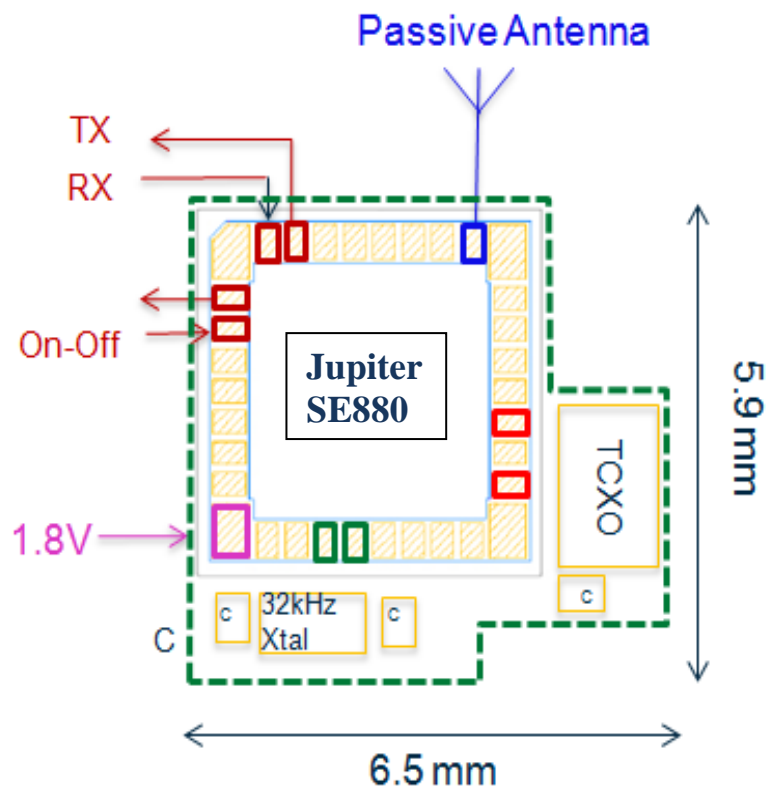 Passive Antenna
TX
RX
On-Off
Jupiter
SE880
TCXO
5.9 mm
1.8V
c
32kHz
Xtal
c
c
C
6.5 mm